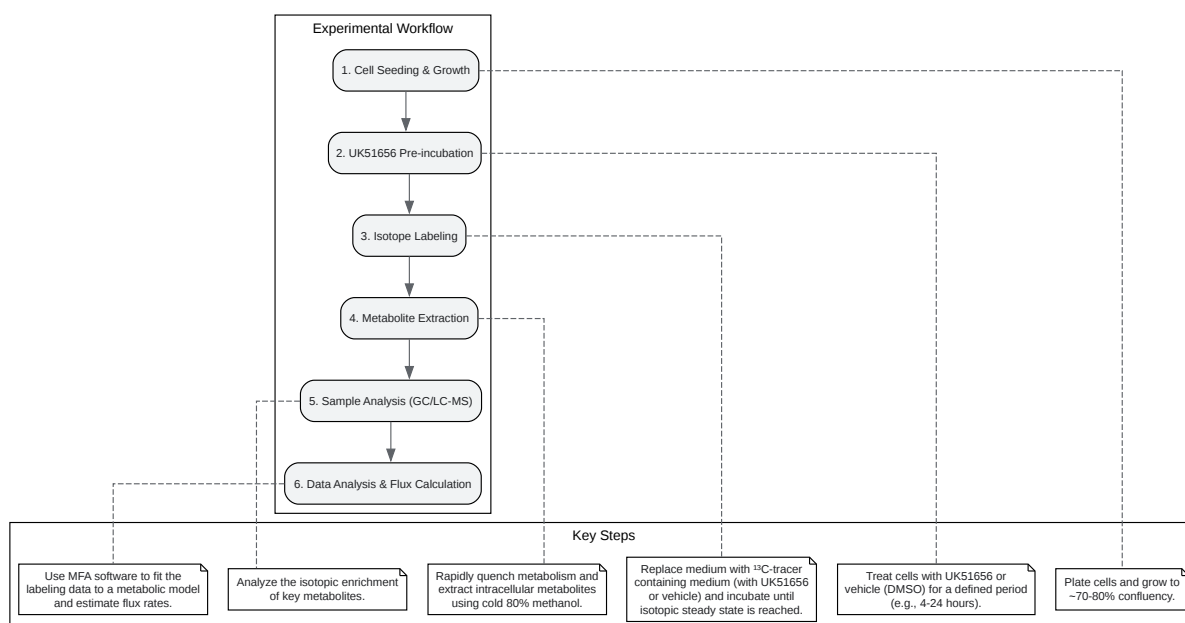 Experimental Workflow
1. Cell Seeding & Growth
2. UK51656 Pre-incubation
3. Isotope Labeling
4. Metabolite Extraction
5. Sample Analysis (GC/LC-MS)
6. Data Analysis & Flux Calculation
Key Steps
Use MFA software to fit the
labeling data to a metabolic model
and estimate flux rates.
Analyze the isotopic enrichment
of key metabolites.
Rapidly quench metabolism and
extract intracellular metabolites
using cold 80% methanol.
Replace medium with ¹³C-tracer
containing medium (with UK51656
or vehicle) and incubate until
isotopic steady state is reached.
Treat cells with UK51656 or
vehicle (DMSO) for a defined period
(e.g., 4-24 hours).
Plate cells and grow to
~70-80% confluency.